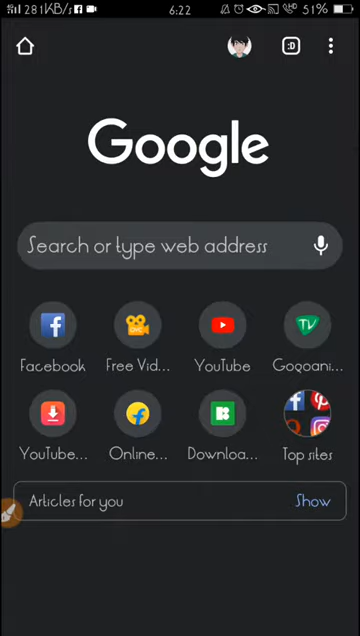 281KB/s 6:22 51%
:D
Google
Search or type web address
Facebook Free Vid... YouTube Gogoani...
YouTube... Online... Downloa... Top sites
Articles for you Show